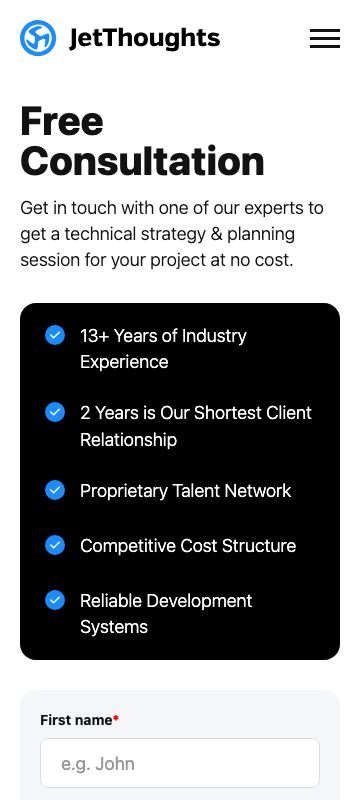 JetThoughts
Free
Consultation
Get in touch with one of our experts to
get a technical strategy & planning
session for your project at no cost.
13+ Years of Industry
Experience
2 Years is Our Shortest Client
Relationship
Proprietary Talent Network
Competitive Cost Structure
Reliable Development
Systems
First name*
e.g. John